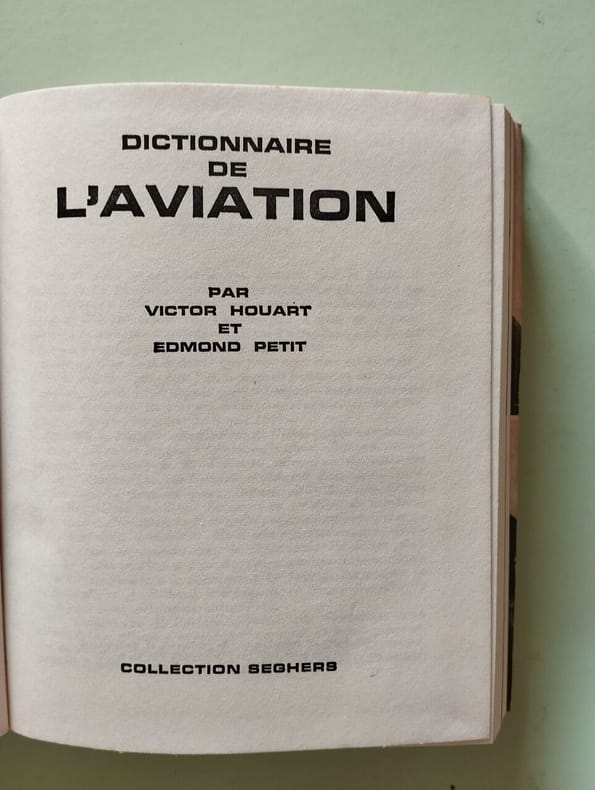 DICTIONNAIRE
DE
L'AVIATION
PAR
VICTOR HOUART
ET
EDMOND PETIT
COLLECTION SEGHERS